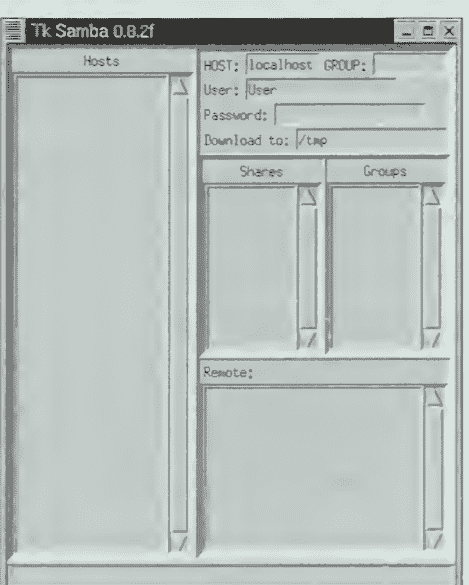 Tk Samba 0.8.2f
Hosts
HOST: localhost GROUP:
User: User
Password:
Download to: /tmp
Shares Groups
Remote: